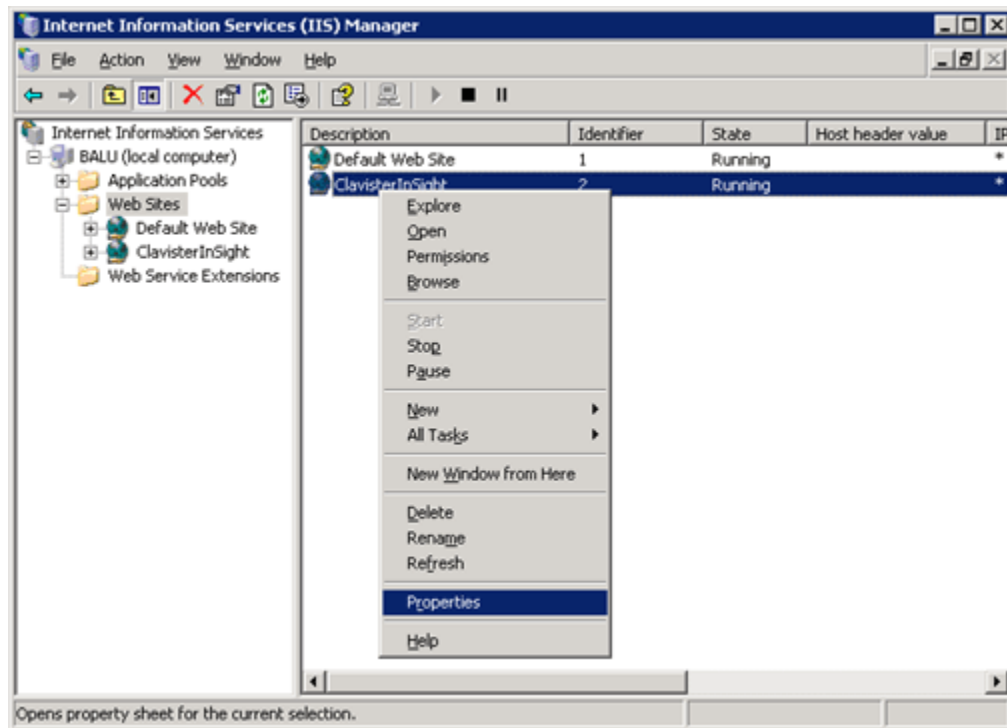 Internet Information Services (IIS) Manager
File Action View Window Help
Internet Information Services
BALU (local computer)
Application Pools
Web Sites
Default Web Site
ClavisterInSight
Web Service Extensions
Description Identifier State Host header value IP
Default Web Site 1 Running *
ClavisterInSight 2 Running *
Explore
Open
Permissions
Browse
Start
Stop
Pause
New
All Tasks
New Window from Here
Delete
Rename
Refresh
Properties
Help
Opens property sheet for the current selection.